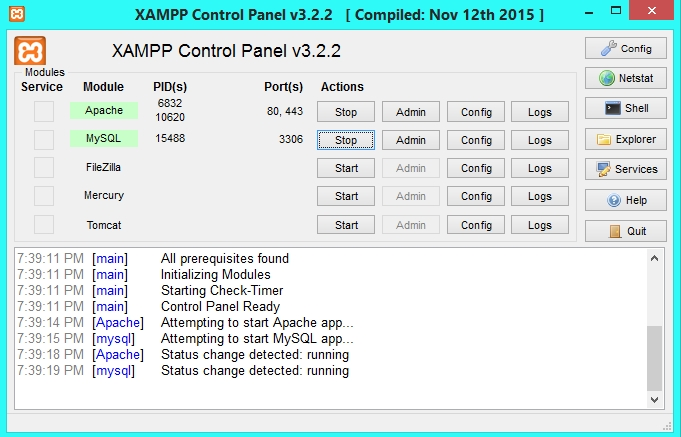 XAMPP Control Panel v3.2.2 [ Compiled: Nov 12th 2015 ]
XAMPP Control Panel v3.2.2
Config
Modules
Service Module PID(s) Port(s) Actions
Netstat
Apache 6832 10620 80, 443 Stop Admin Config Logs
Shell
MySQL 15488 3306 Stop Admin Config Logs
Explorer
FileZilla Start Admin Config Logs
Services
Mercury Start Admin Config Logs
Help
Tomcat Start Admin Config Logs
Quit
7:39:11 PM [main] All prerequisites found
7:39:11 PM [main] Initializing Modules
7:39:11 PM [main] Starting Check-Timer
7:39:11 PM [main] Control Panel Ready
7:39:14 PM [Apache] Attempting to start Apache app...
7:39:15 PM [mysql] Attempting to start MySQL app...
7:39:18 PM [Apache] Status change detected: running
7:39:19 PM [mysql] Status change detected: running